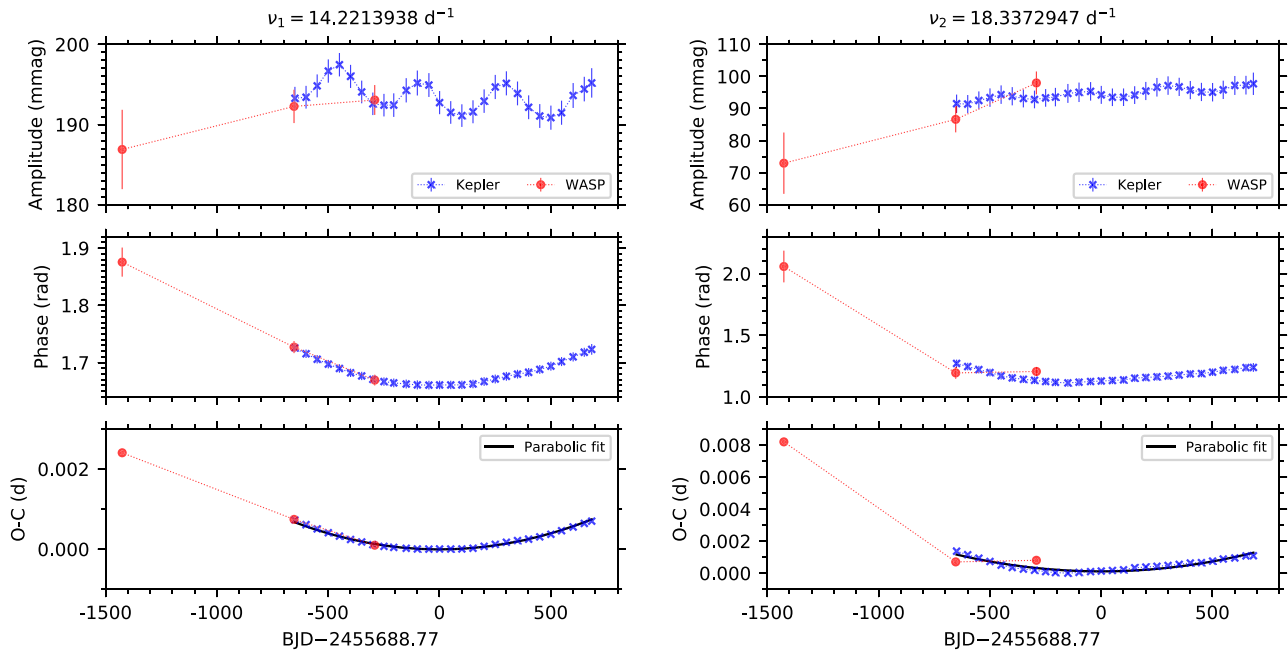 ν₁ = 14.2213938 d⁻¹
Amplitude (mmag)
200
190
180
Kepler
WASP
Phase (rad)
1.9
1.8
1.7
O-C (d)
0.002
0.000
Parabolic fit
-1500 -1000 -500 0 500
BJD−2455688.77
ν₂ = 18.3372947 d⁻¹
Amplitude (mmag)
110
100
90
80
70
60
Kepler
WASP
Phase (rad)
2.0
1.5
1.0
O-C (d)
0.008
0.006
0.004
0.002
0.000
Parabolic fit
-1500 -1000 -500 0 500
BJD−2455688.77